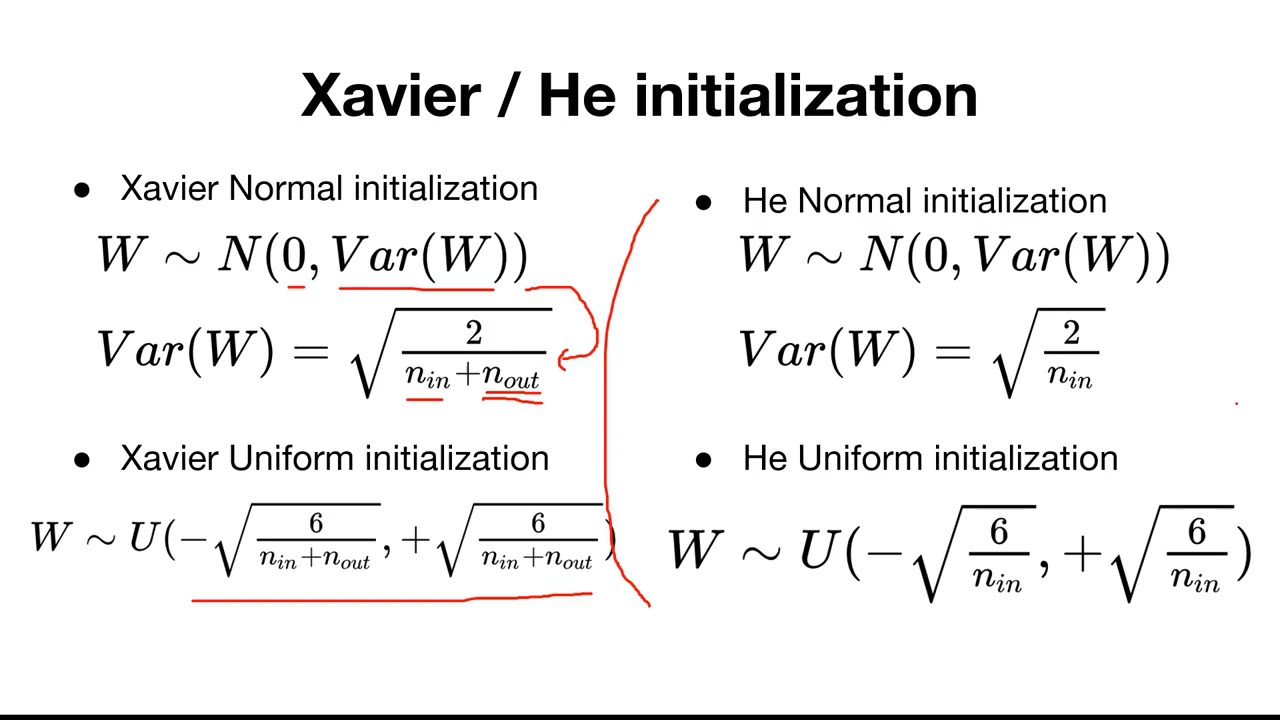 Xavier / He initialization
● Xavier Normal initialization
W ∼ N(0, Var(W))
Var(W) = √(2/(n_in+n_out))
● Xavier Uniform initialization
W ∼ U(−√(6/(n_in+n_out)), +√(6/(n_in+n_out)))
● He Normal initialization
W ∼ N(0, Var(W))
Var(W) = √(2/n_in)
● He Uniform initialization
W ∼ U(−√(6/n_in), +√(6/n_in))